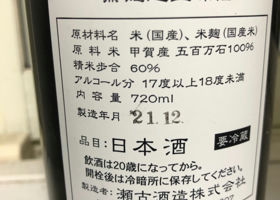 原材料名 米(国産)、米麹(国産米)
原料米 甲賀産 五百万石100%
精米歩合 60%
アルコール分 17度以上18度未満
内容量 720ml
製造年月 '21.12
品目:日本酒 要冷蔵
飲酒は20歳になってから。
開栓後は冷暗所に保存してください。
製造者:瀬古酒造株式会社